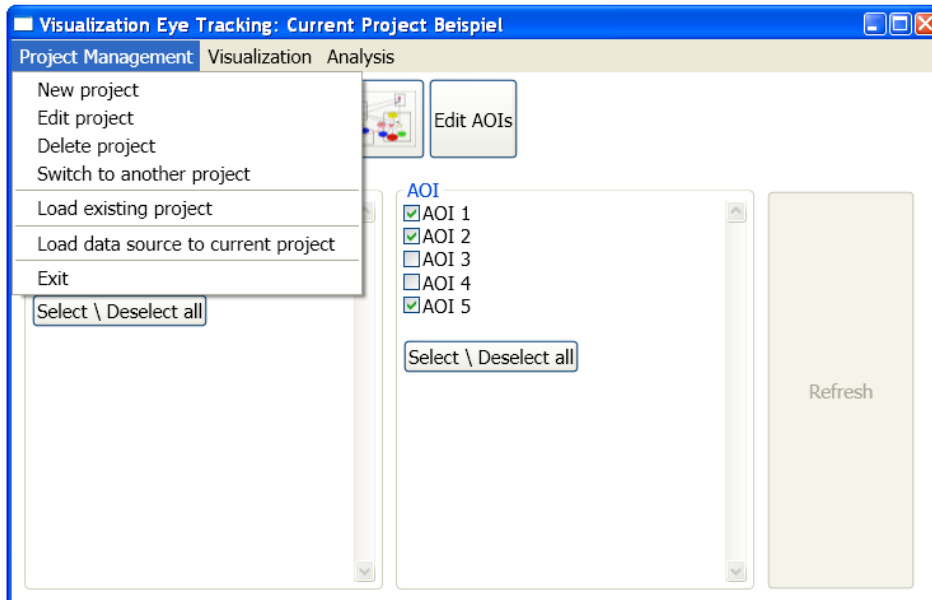 Visualization Eye Tracking: Current Project Beispiel
Project Management Visualization Analysis
New project
Edit project
Delete project
Switch to another project
Load existing project
Load data source to current project
Exit
Select \ Deselect all
Edit AOIs
AOI
AOI 1
AOI 2
AOI 3
AOI 4
AOI 5
Select \ Deselect all
Refresh